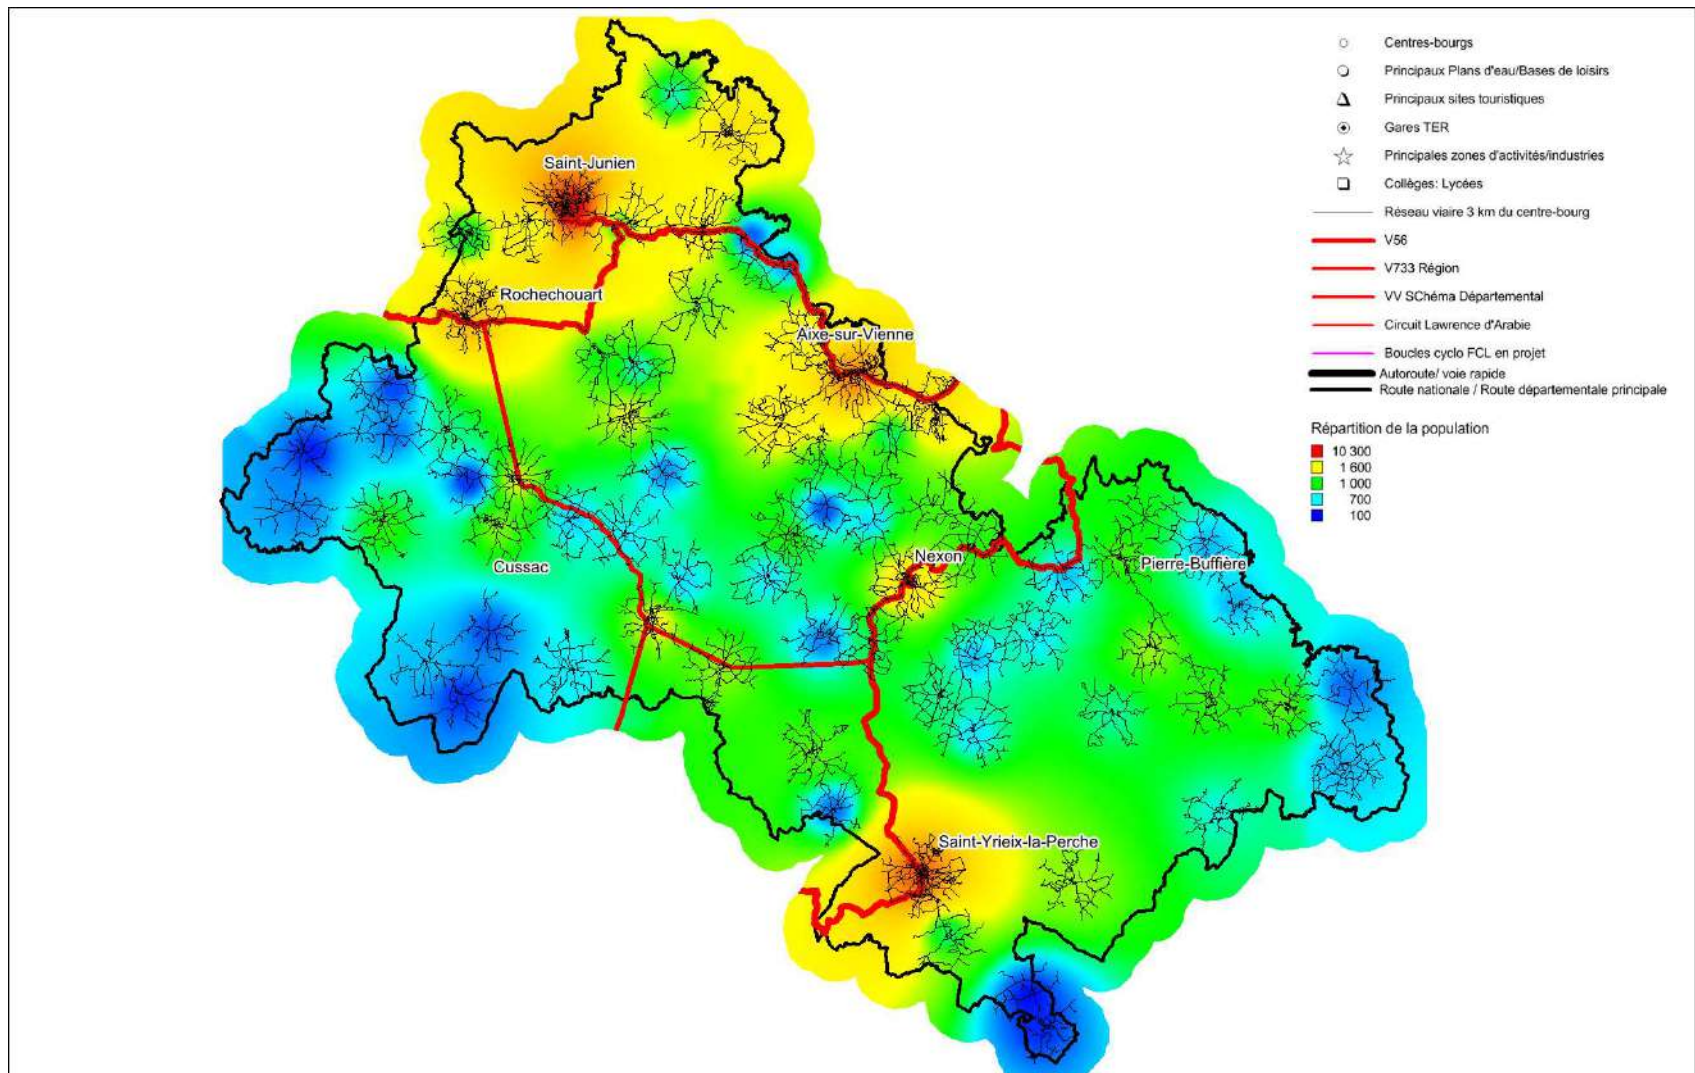 Centres-bourgs
Principaux Plans d'eau/Bases de loisirs
Principaux sites touristiques
Gares TER
Principales zones d'activités/industries
Collèges: Lycées
Réseau viaire 3 km du centre-bourg
V56
V733 Région
VV SChéma Départemental
Circuit Lawrence d'Arabie
Boucles cyclo FCL en projet
Autoroute/ voie rapide
Route nationale / Route départementale principale
Répartition de la population
10 300
1 600
1 000
700
100
Saint-Junien
Rochechouart
Aixe-sur-Vienne
Nexon
Pierre-Buffière
Cussac
Saint-Yrieix-la-Perche